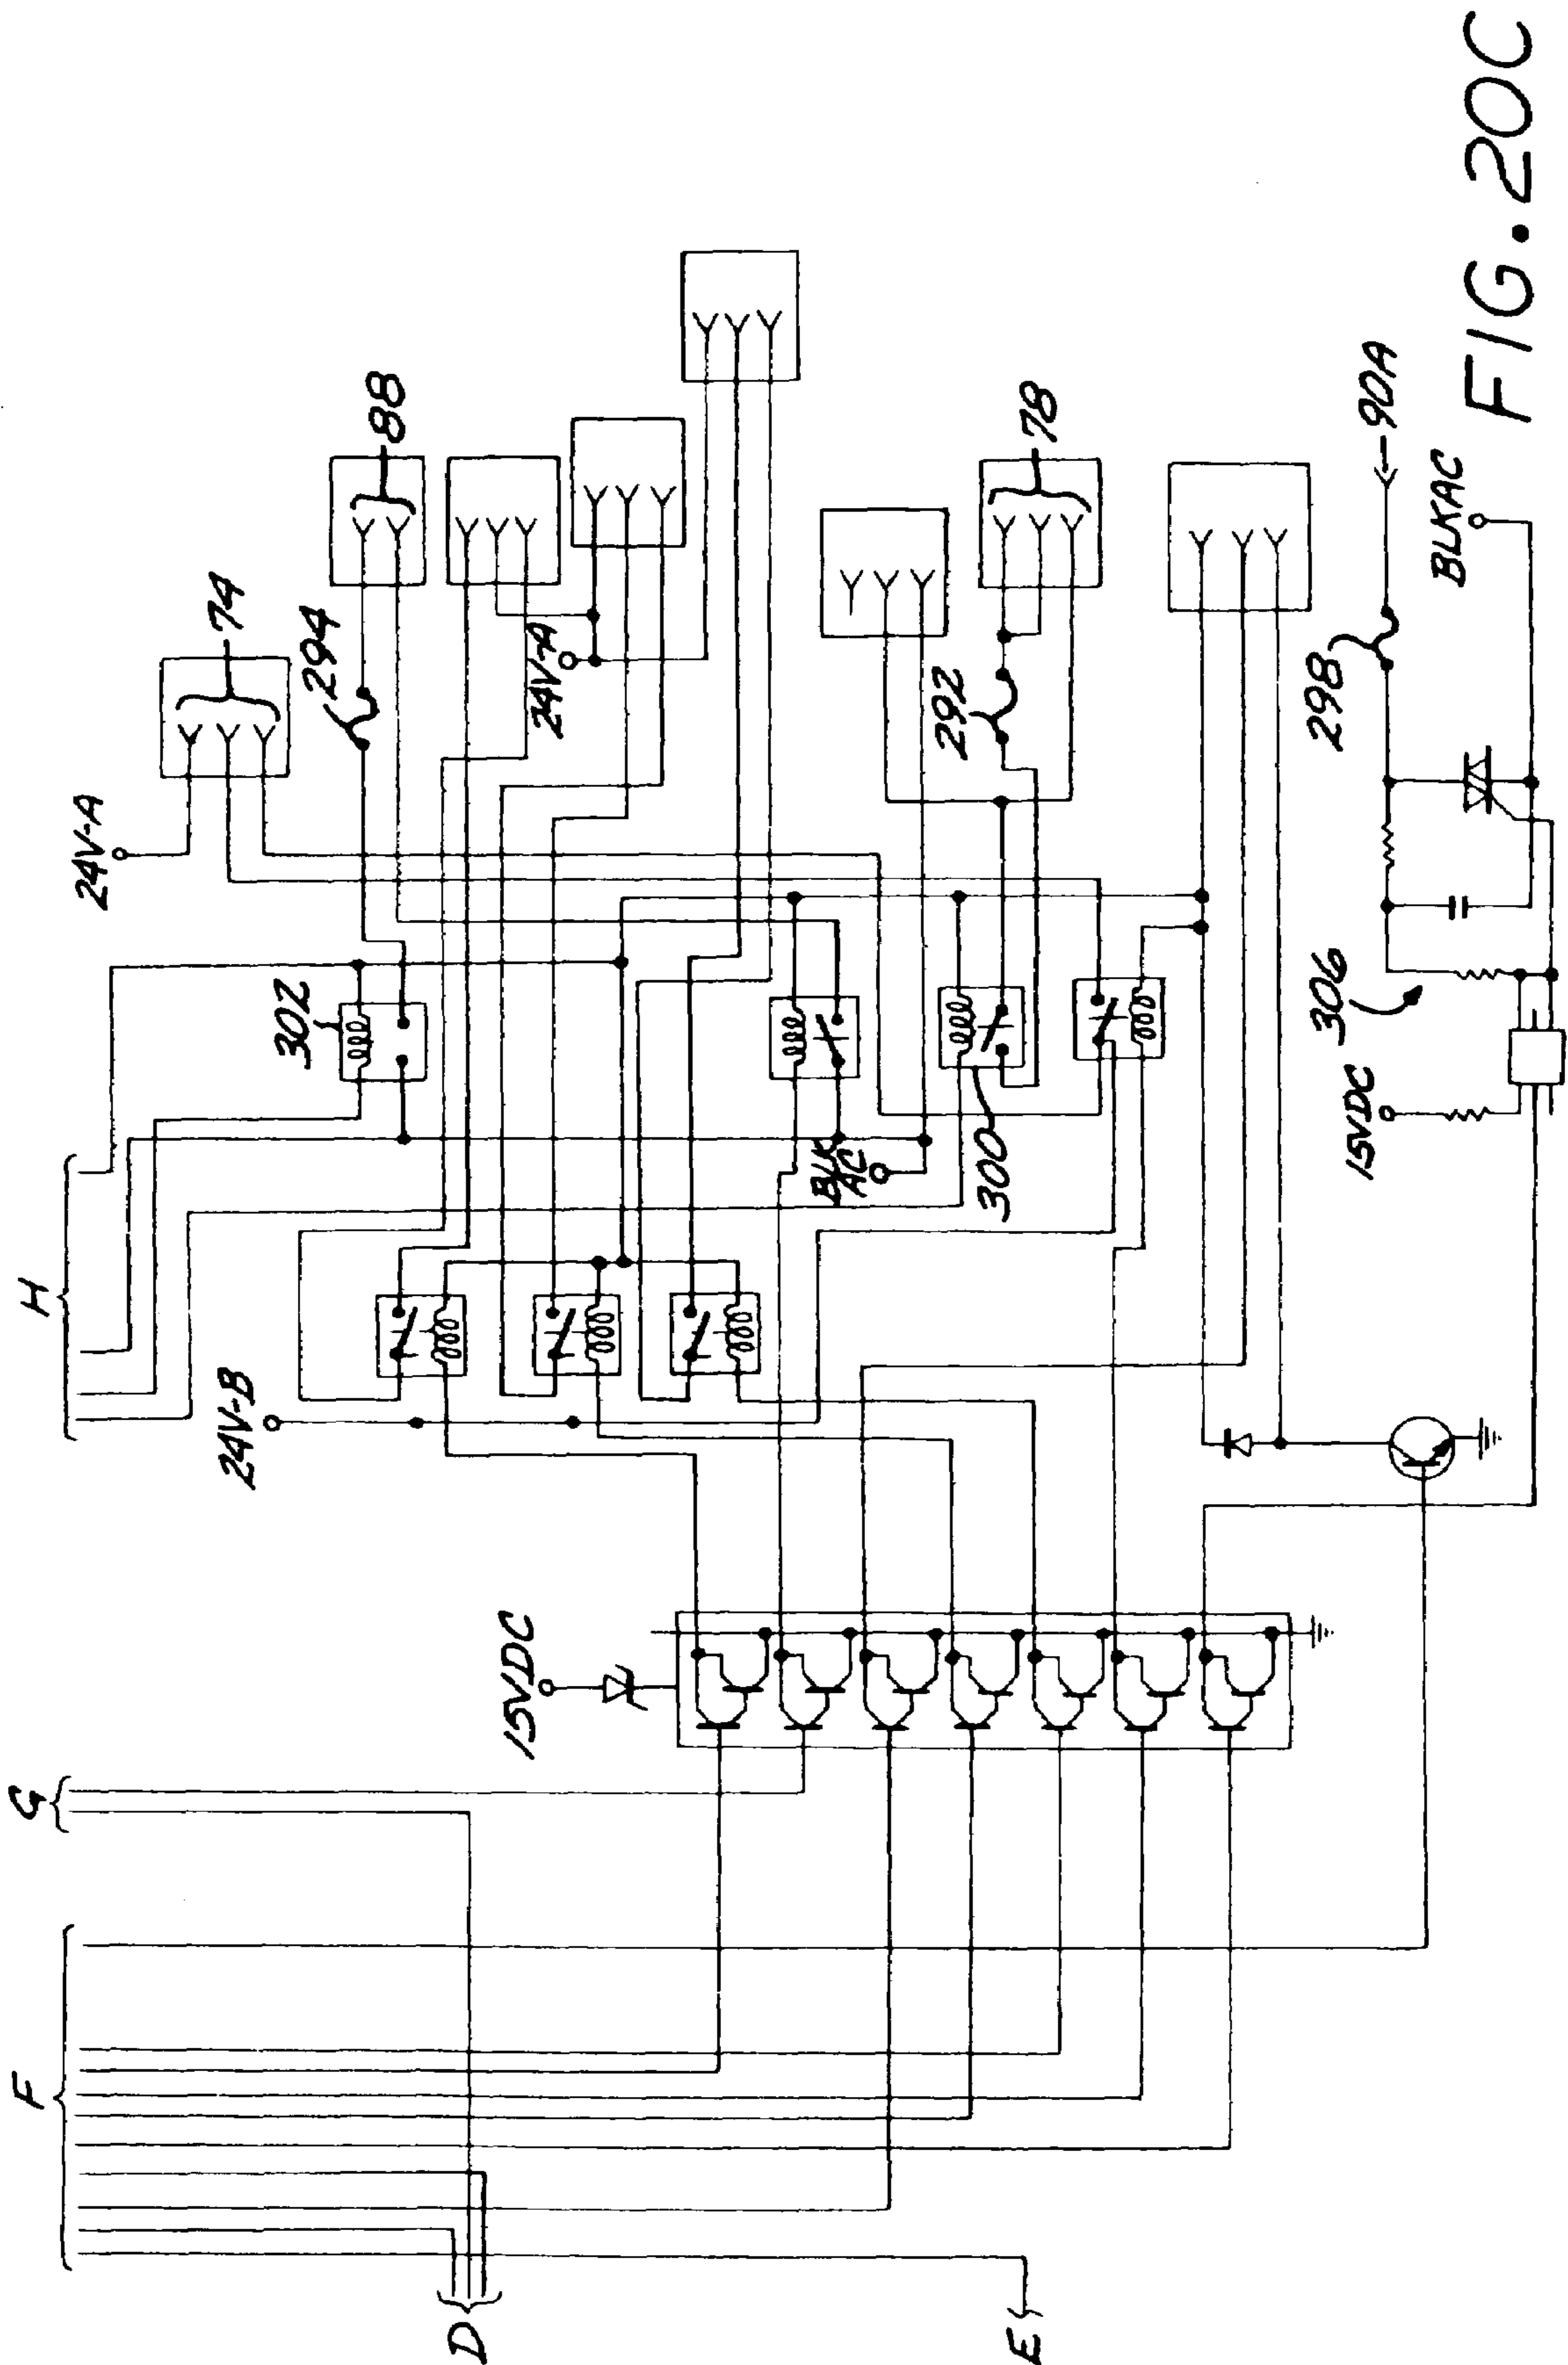 H
G
F
D
E
24V-A
74
294
88
302
24V-A
24V-B
BLK
AC
300
292
78
15VDC
298
90A
BLKAC
306
15VDC
FIG. 20C